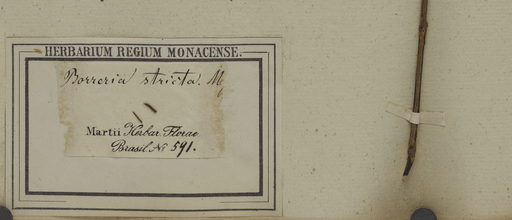 HERBARIUM REGIUM MONACENSE.
Borreria stricta.
Martii Herbar. Florae
Brasil. No 591.